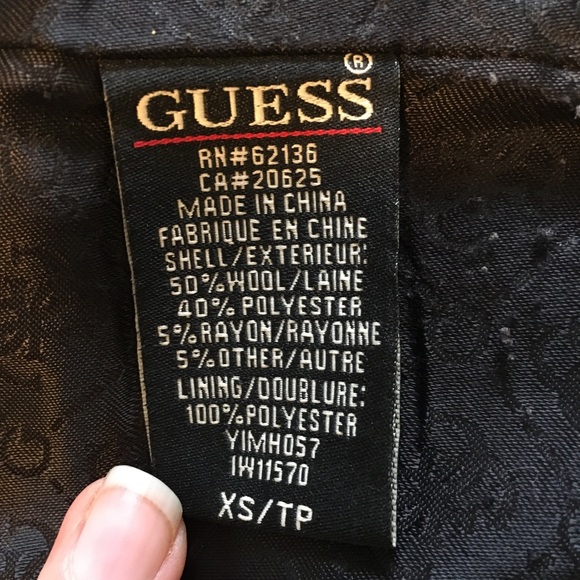 GUESS®
RN#62136
CA#20625
MADE IN CHINA
FABRIQUE EN CHINE
SHELL/EXTERIEUR:
50% WOOL/LAINE
40% POLYESTER
5% RAYON/RAYONNE
5% OTHER/AUTRE
LINING/DOUBLURE:
100% POLYESTER
YIMH057
IW11570
XS/TP